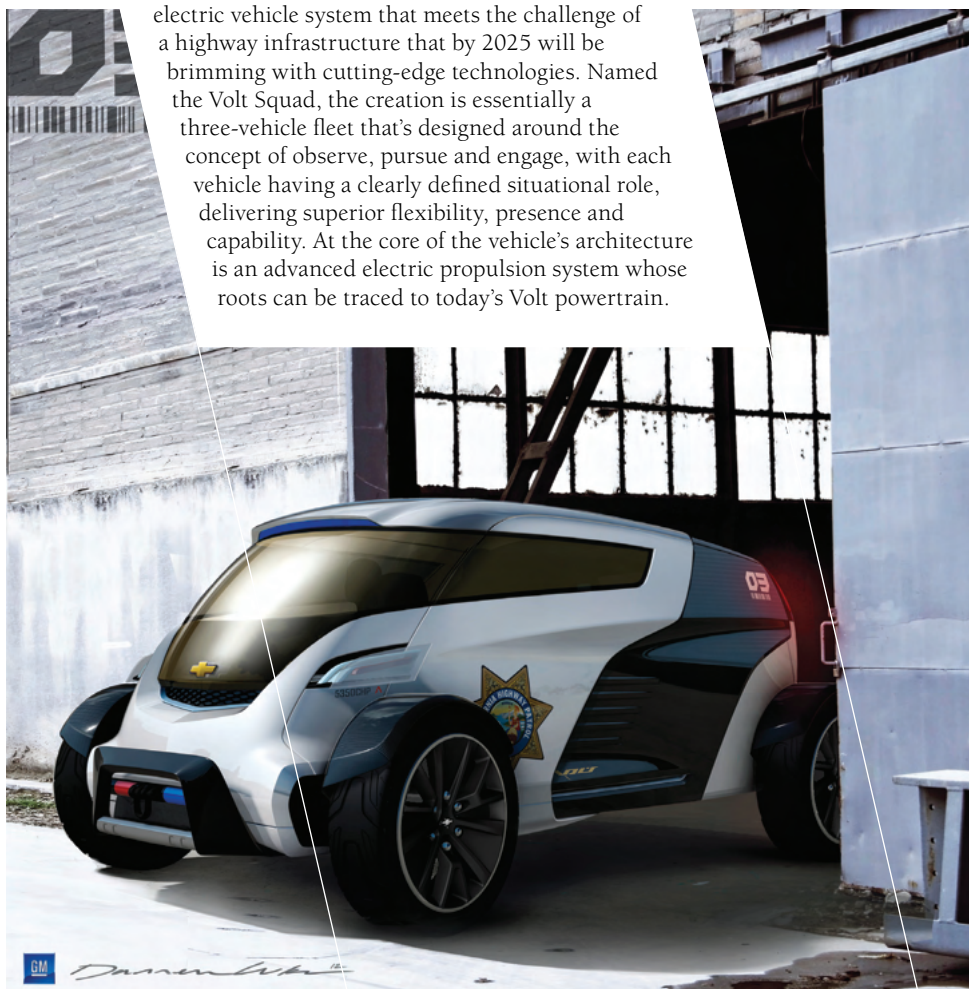 03
electric vehicle system that meets the challenge of
a highway infrastructure that by 2025 will be
brimming with cutting-edge technologies. Named
the Volt Squad, the creation is essentially a
three-vehicle fleet that’s designed around the
concept of observe, pursue and engage, with each
vehicle having a clearly defined situational role,
delivering superior flexibility, presence and
capability. At the core of the vehicle’s architecture
is an advanced electric propulsion system whose
roots can be traced to today’s Volt powertrain.
03
HIGHWAY PATROL
GM